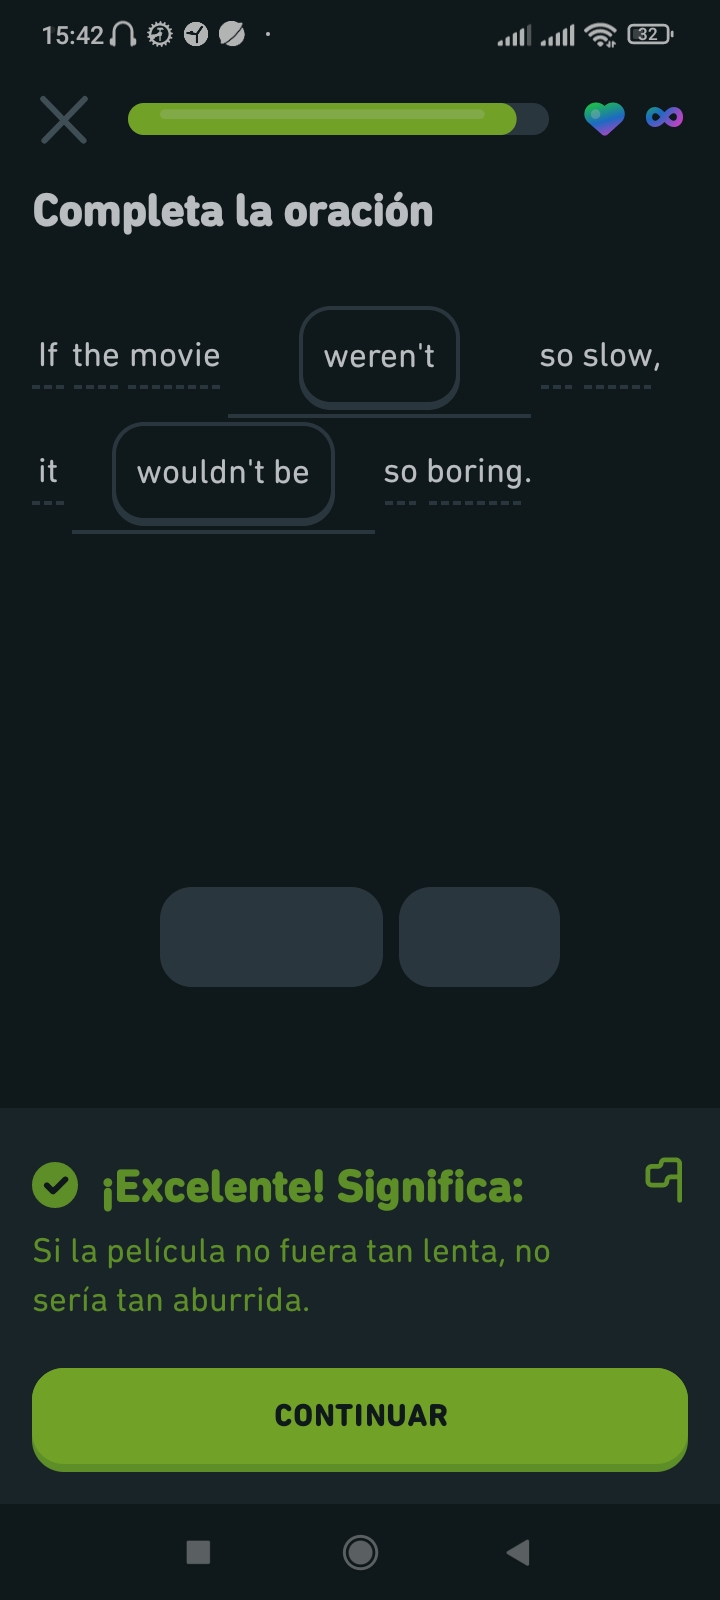 15:42
32
Completa la oración
If the movie weren't so slow,
it wouldn't be so boring.
¡Excelente! Significa:
Si la película no fuera tan lenta, no
sería tan aburrida.
CONTINUAR